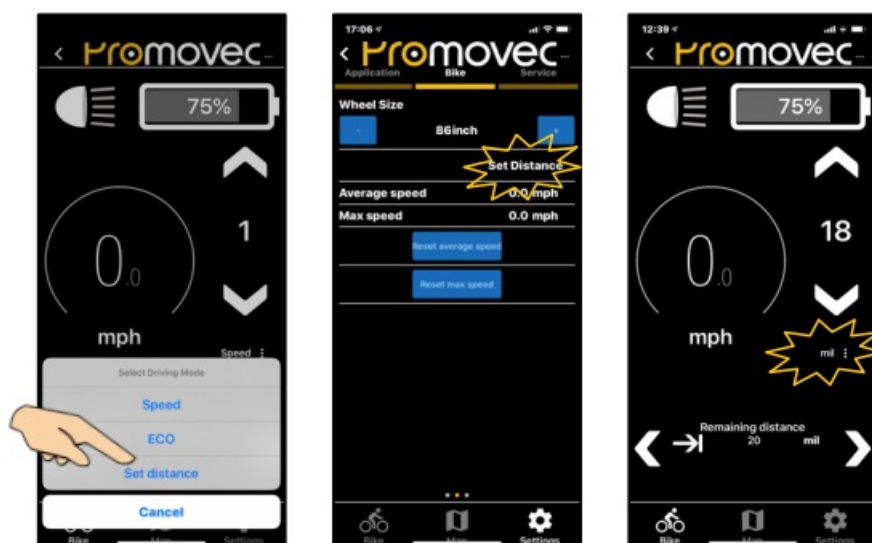 Promovec
...
75%
1
0.0
mph
Speed
Select Driving Mode
Speed
ECO
Set distance
Cancel
Bike Map Settings
17:06
Promovec
...
Application Bike Service
Wheel Size
- 86inch +
Set Distance
Average speed 0.0 mph
Max speed 0.0 mph
Reset average speed
Reset max speed
Bike Map Settings
12:39
Promovec
...
75%
18
0.0
mph
mil
Remaining distance
20 mil
Bike Map Settings